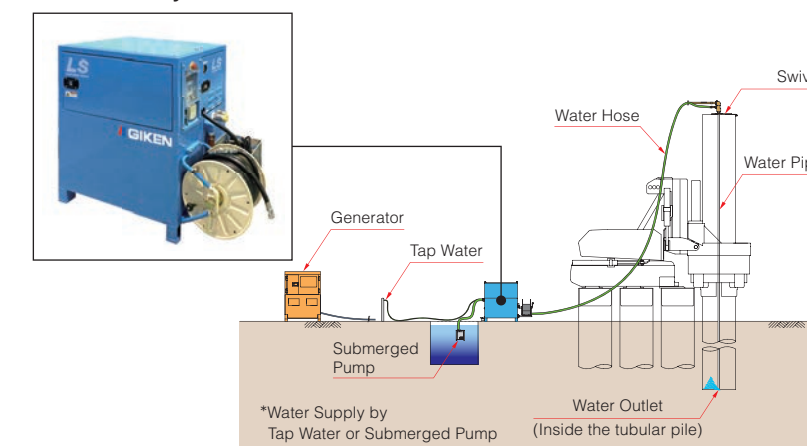 LS
LS
GIKEN
Water Hose
Water
Generator
Tap Water
Submerged
Pump
*Water Supply by
Tap Water or Submerged Pump
Water Outlet
(Inside the tubular pile)